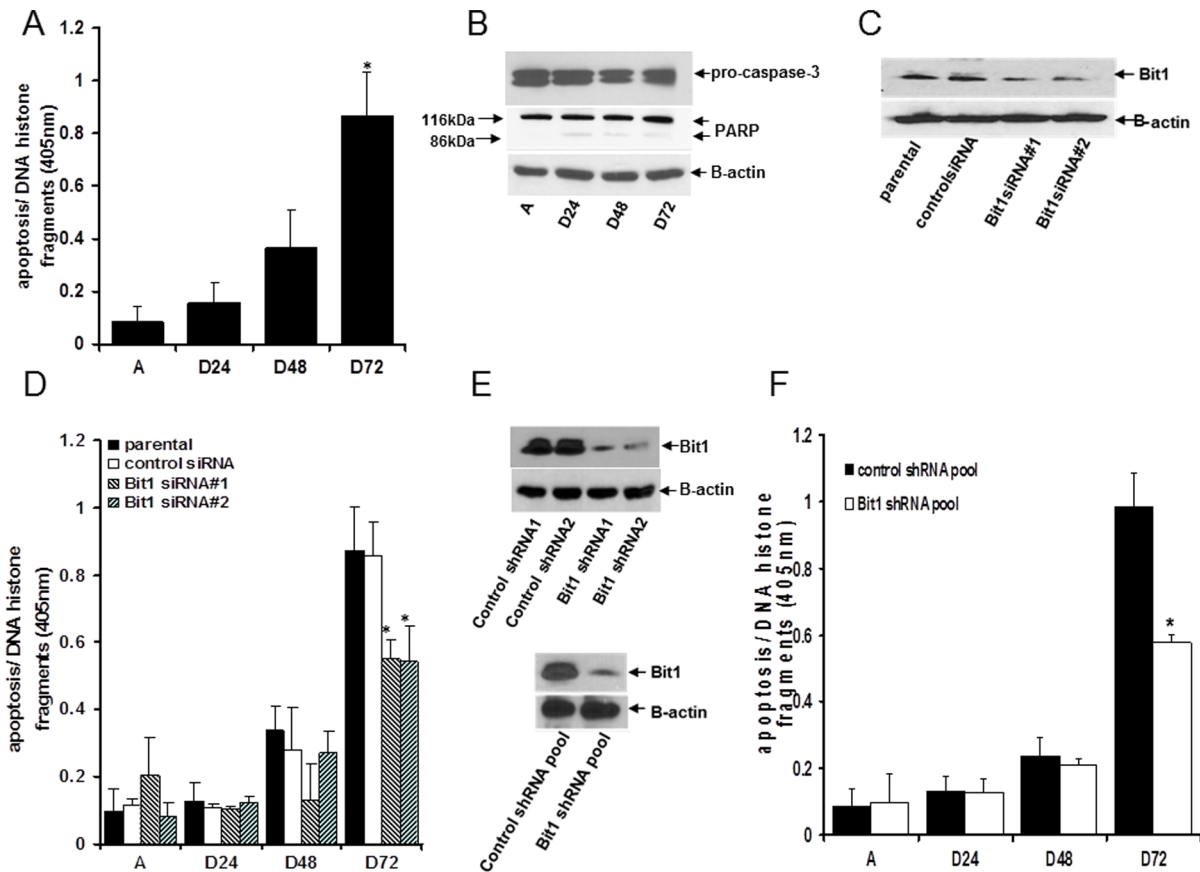 A
1.2
1
0.8
0.6
0.4
0.2
0
apoptosis/ DNA histone
fragments (405nm)
*
A D24 D48 D72
B
pro-caspase-3
116kDa
86kDa
PARP
B-actin
A D24 D48 D72
C
Bit1
B-actin
parental
controlsiRNA
Bit1siRNA#1
Bit1siRNA#2
D
1.2
1
0.8
0.6
0.4
0.2
0
apoptosis/ DNA histone
fragments (405nm)
parental
control siRNA
Bit1 siRNA#1
Bit1 siRNA#2
* *
A D24 D48 D72
E
Bit1
B-actin
Control shRNA1
Control shRNA2
Bit1 shRNA1
Bit1 shRNA2
Bit1
B-actin
Control shRNA pool
Bit1 shRNA pool
F
1.2
1
0.8
0.6
0.4
0.2
0
apoptosis/ DNA histone
fragments (405nm)
control shRNA pool
Bit1 shRNA pool
*
A D24 D48 D72